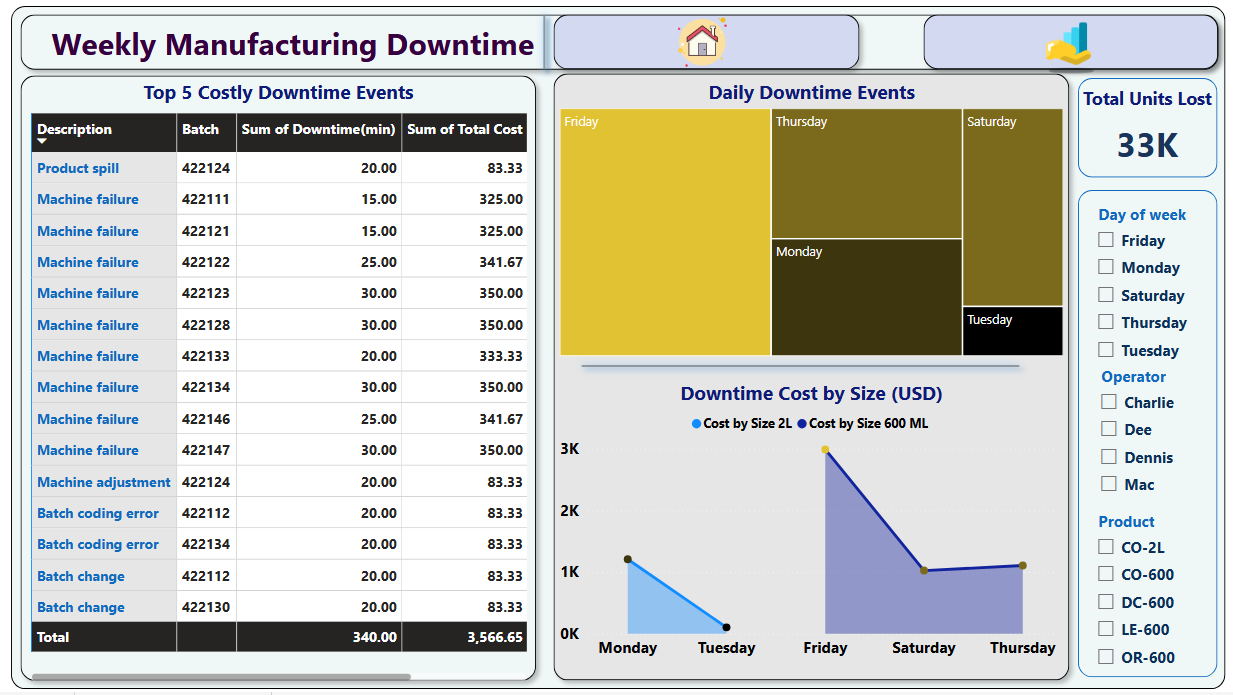 Weekly Manufacturing Downtime
Top 5 Costly Downtime Events
Description Batch Sum of Downtime(min) Sum of Total Cost
Product spill 422124 20.00 83.33
Machine failure 422111 15.00 325.00
Machine failure 422121 15.00 325.00
Machine failure 422122 25.00 341.67
Machine failure 422123 30.00 350.00
Machine failure 422128 30.00 350.00
Machine failure 422133 20.00 333.33
Machine failure 422134 30.00 350.00
Machine failure 422146 25.00 341.67
Machine failure 422147 30.00 350.00
Machine adjustment 422124 20.00 83.33
Batch coding error 422112 20.00 83.33
Batch coding error 422134 20.00 83.33
Batch change 422112 20.00 83.33
Batch change 422130 20.00 83.33
Total 340.00 3,566.65
Daily Downtime Events
Friday
Thursday
Saturday
Monday
Tuesday
Downtime Cost by Size (USD)
Cost by Size 2L Cost by Size 600 ML
3K
2K
1K
0K
Monday Tuesday Friday Saturday Thursday
Total Units Lost
33K
Day of week
Friday
Monday
Saturday
Thursday
Tuesday
Operator
Charlie
Dee
Dennis
Mac
Product
CO-2L
CO-600
DC-600
LE-600
OR-600